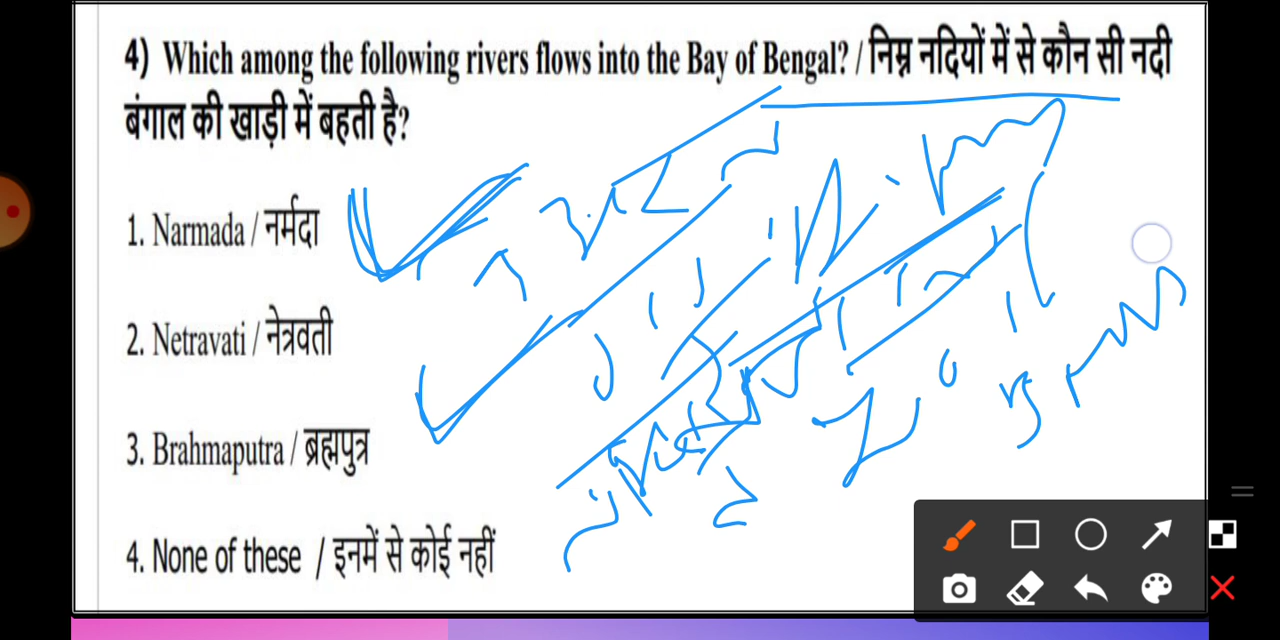 4) Which among the following rivers flows into the Bay of Bengal? / निम्न नदियों में से कौन सी नदी
बंगाल की खाड़ी में बहती है?
1. Narmada / नर्मदा
2. Netravati / नेत्रवती
3. Brahmaputra / ब्रह्मपुत्र
4. None of these / इनमें से कोई नहीं